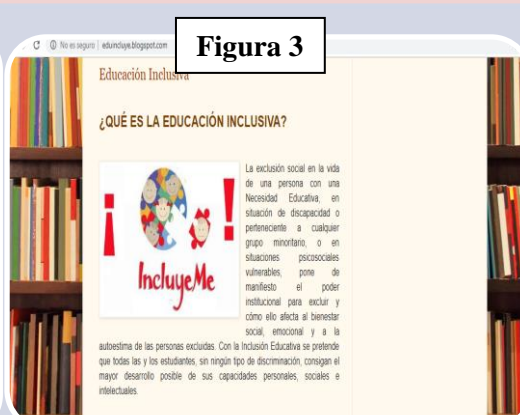 Figura 3
No es seguro | eduincluye.blogspot.com
Educación Inclusiva
¿QUÉ ES LA EDUCACIÓN INCLUSIVA?
La exclusión social en la vida
de una persona con una
Necesidad Educativa, en
situación de discapacidad o
perteneciente a cualquier
grupo minoritario, o en
situaciones psicosociales
vulnerables, pone de
manifiesto el poder
institucional para excluir y
cómo ello afecta al bienestar
social, emocional y a la
autoestima de las personas excluidas. Con la Inclusión Educativa se pretende
que todas las y los estudiantes, sin ningún tipo de discriminación, consigan el
mayor desarrollo posible de sus capacidades personales, sociales e
intelectuales.
¡ !
IncluyeMe